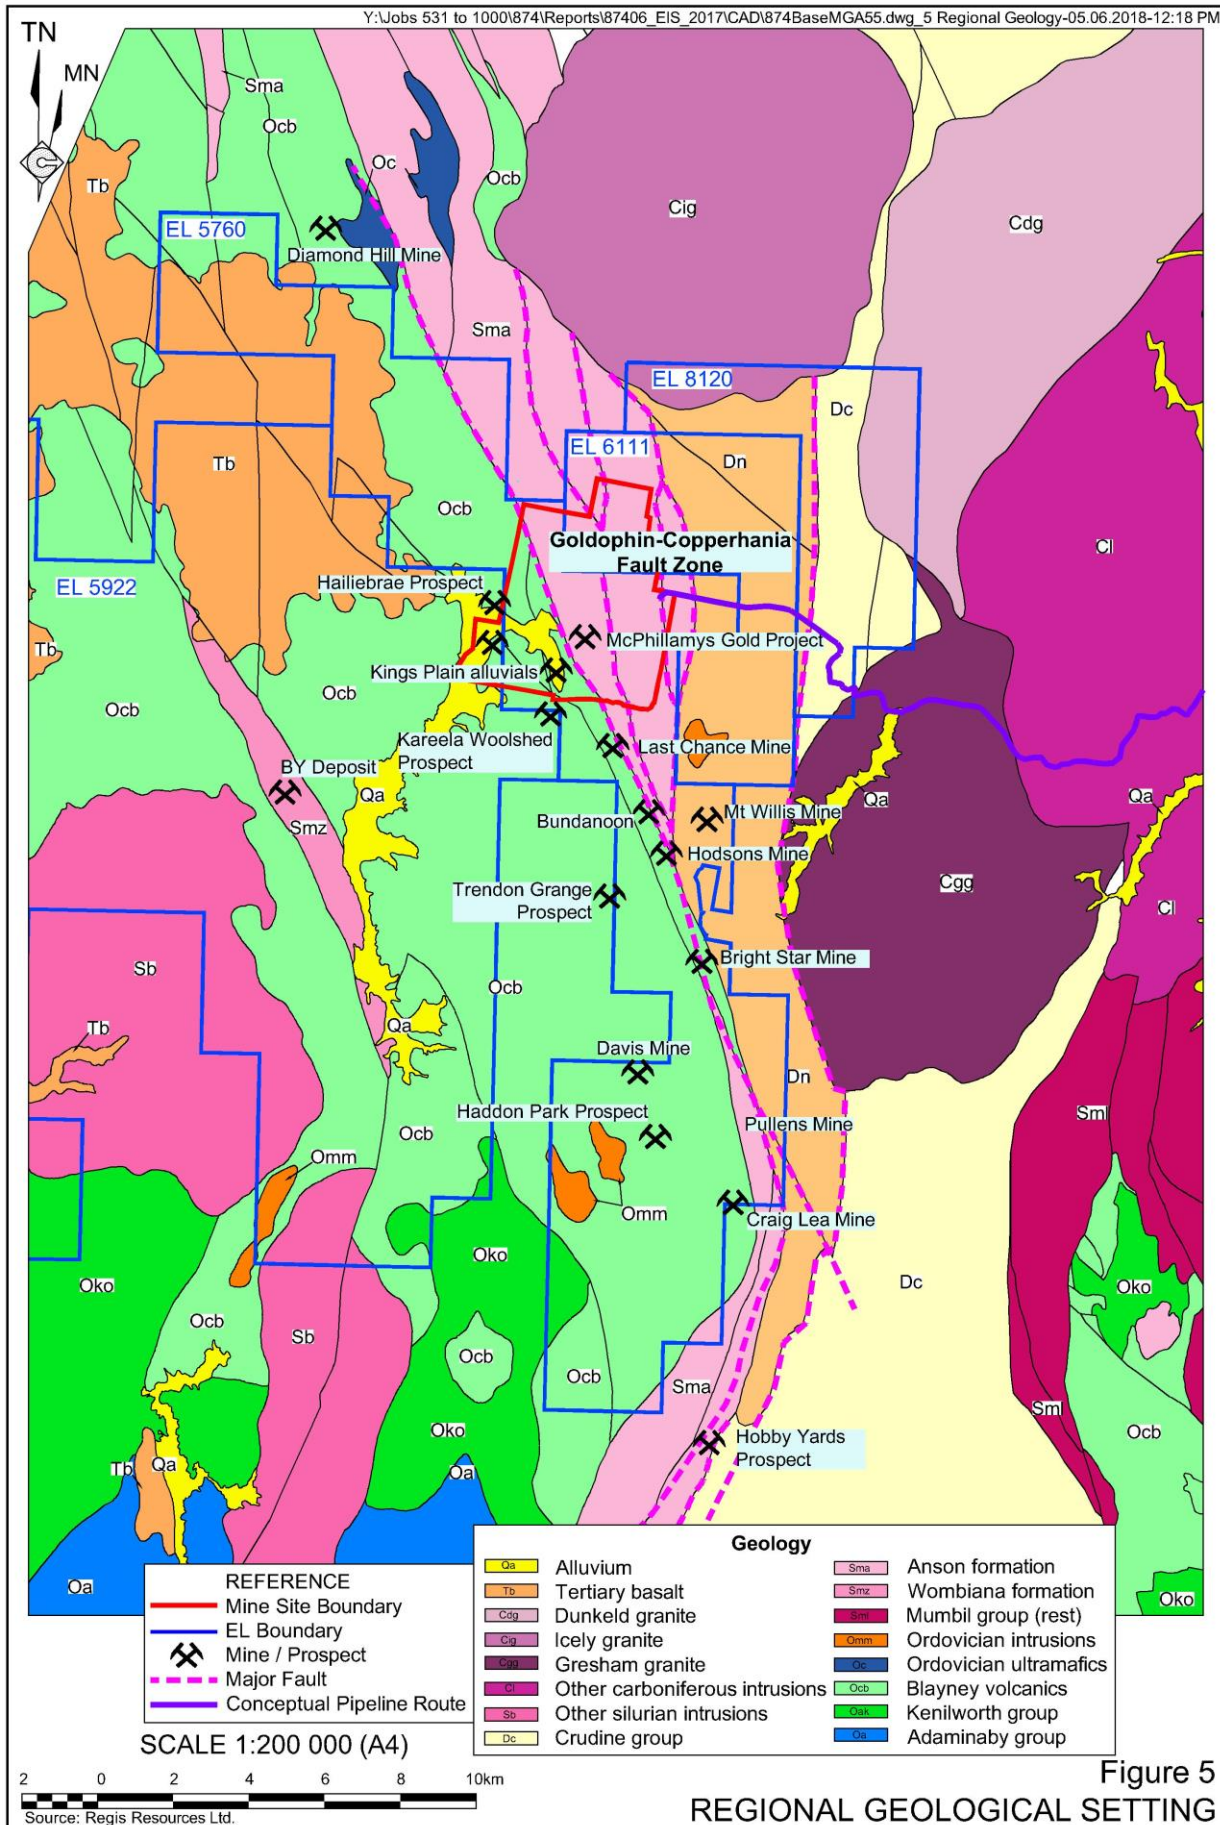 Y:\Jobs 531 to 1000\874\Reports\87406_EIS_2017\CAD\874BaseMGA55.dwg_5 Regional Geology-05.06.2018-12:18 PM
TN
MN
Sma
Ocb
Oc
Ocb
Tb
Cig
Cdg
EL 5760
Diamond Hill Mine
Sma
EL 8120
Dc
EL 6111
Dn
Tb
Ocb
Goldophin-Copperhania
Fault Zone
Cl
Hailiebrae Prospect
EL 5922
McPhillamys Gold Project
Tb
Kings Plain alluvials
Ocb
Ocb
Kareela Woolshed
Prospect
Last Chance Mine
BY Deposit
Qa
Qa
Qa
Smz
Bundanoon
Mt Willis Mine
Hodsons Mine
Cgg
Trendon Grange
Prospect
Cl
Bright Star Mine
Sb
Ocb
Tb
Qa
Davis Mine
Dn
Haddon Park Prospect
Sml
Pullens Mine
Ocb
Omm
Omm
Craig Lea Mine
Oko
Oko
Dc
Oko
Ocb
Sb
Ocb
Ocb
Sma
Sml
Oko
Ocb
Hobby Yards
Prospect
Tb
Qa
Oa
Oa
Oko
REFERENCE
Mine Site Boundary
EL Boundary
Mine / Prospect
Major Fault
Conceptual Pipeline Route
Geology
Qa Alluvium
Tb Tertiary basalt
Cdg Dunkeld granite
Cig Icely granite
Cgg Gresham granite
Cl Other carboniferous intrusions
Sb Other silurian intrusions
Dc Crudine group
Sma Anson formation
Smz Wombiana formation
Sml Mumbil group (rest)
Omm Ordovician intrusions
Oc Ordovician ultramafics
Ocb Blayney volcanics
Oak Kenilworth group
Oa Adaminaby group
SCALE 1:200 000 (A4)
2 0 2 4 6 8 10km
Source: Regis Resources Ltd.
Figure 5
REGIONAL GEOLOGICAL SETTING